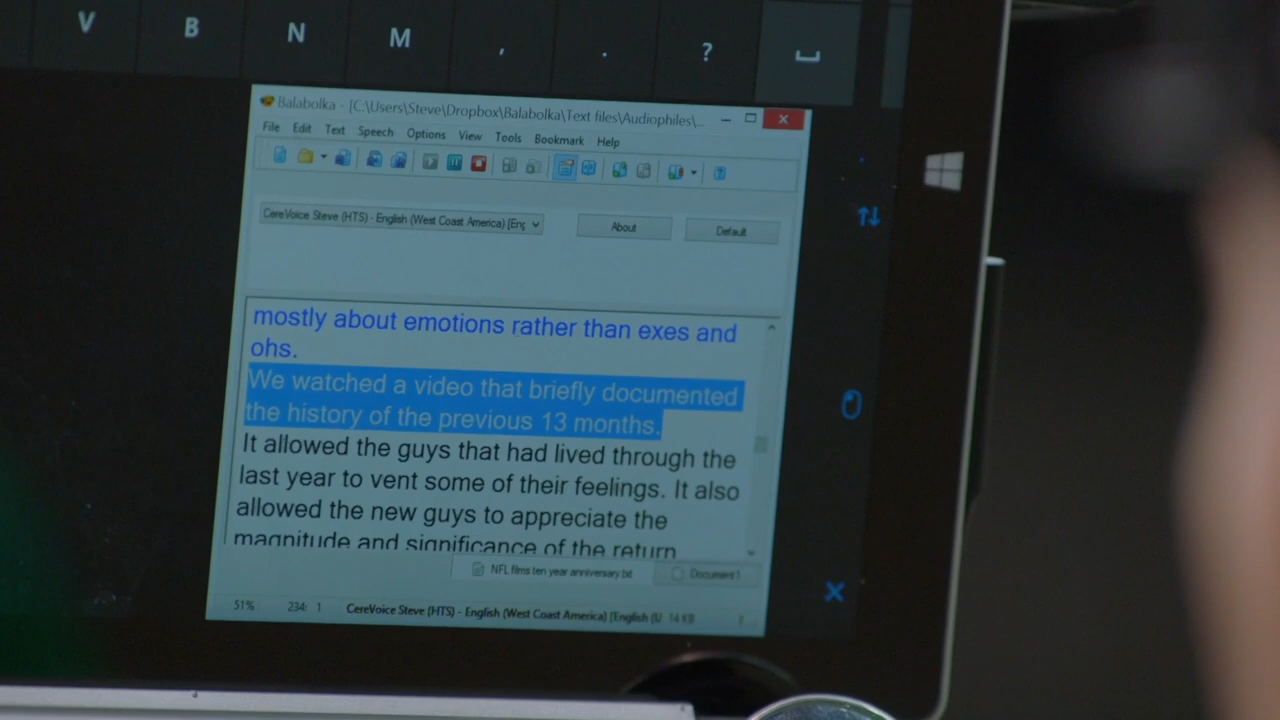 V B N M , . ?
Balabolka - [C:\Users\Steve\Dropbox\Balabolka\Text files\Audiophiles\...
File Edit Text Speech Options View Tools Bookmark Help
CereVoice Steve (HTS) - English (West Coast America) [Eng
About
Default
mostly about emotions rather than exes and
ohs.
We watched a video that briefly documented
the history of the previous 13 months.
It allowed the guys that had lived through the
last year to vent some of their feelings. It also
allowed the new guys to appreciate the
magnitude and significance of the return
NFL films ten year anniversary.txt
Document1
51% 234: 1 CereVoice Steve (HTS) - English (West Coast America) [English (U 14 KB